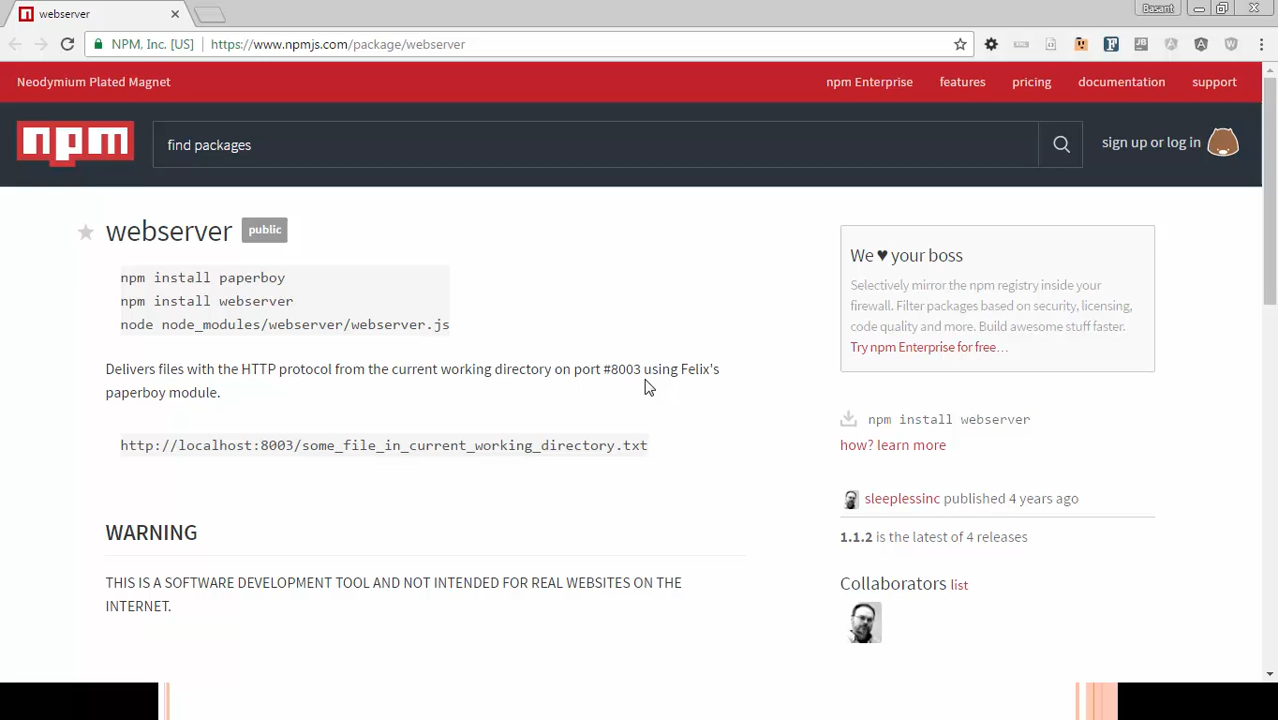 webserver
Basant
NPM, Inc. [US]
https://www.npmjs.com/package/webserver
Neodymium Plated Magnet
npm Enterprise
features
pricing
documentation
support
npm
find packages
sign up or log in
webserver
public
npm install paperboy
npm install webserver
node node_modules/webserver/webserver.js
Delivers files with the HTTP protocol from the current working directory on port #8003 using Felix's
paperboy module.
http://localhost:8003/some_file_in_current_working_directory.txt
WARNING
THIS IS A SOFTWARE DEVELOPMENT TOOL AND NOT INTENDED FOR REAL WEBSITES ON THE
INTERNET.
We ♥ your boss
Selectively mirror the npm registry inside your
firewall. Filter packages based on security, licensing,
code quality and more. Build awesome stuff faster.
Try npm Enterprise for free…
npm install webserver
how? learn more
sleeplessinc published 4 years ago
1.1.2 is the latest of 4 releases
Collaborators list